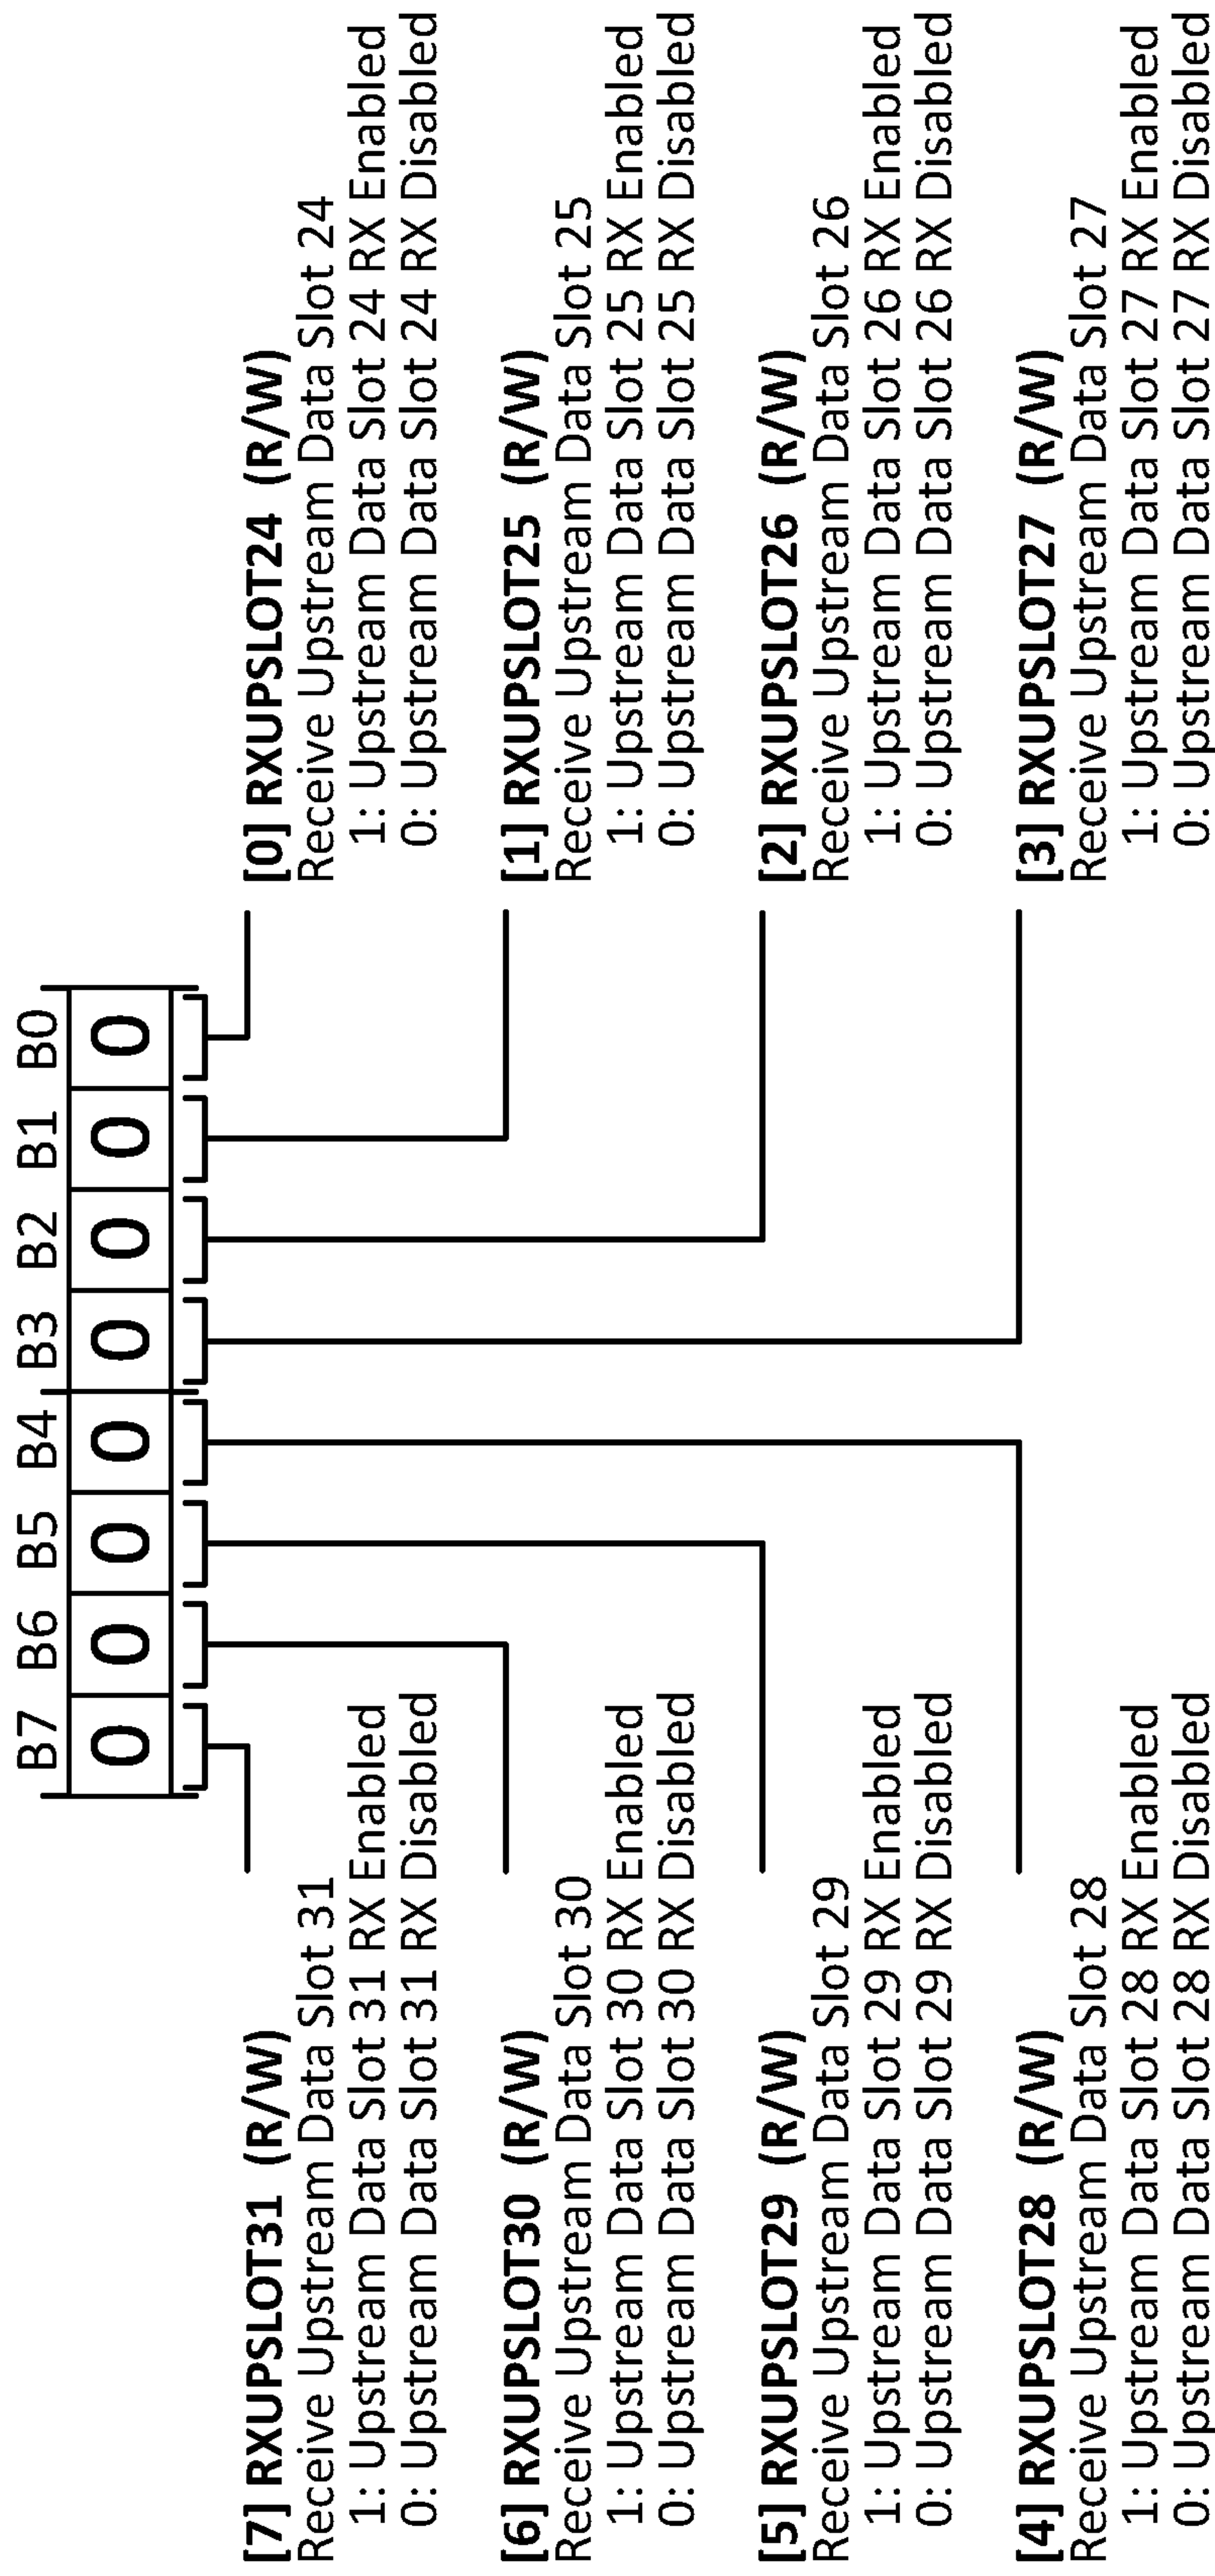 B7 B6 B5 B4 B3 B2 B1 B0
0 0 0 0 0 0 0 0
[7] RXUPSLOT31 (R/W)
Receive Upstream Data Slot 31
1: Upstream Data Slot 31 RX Enabled
0: Upstream Data Slot 31 RX Disabled
[6] RXUPSLOT30 (R/W)
Receive Upstream Data Slot 30
1: Upstream Data Slot 30 RX Enabled
0: Upstream Data Slot 30 RX Disabled
[5] RXUPSLOT29 (R/W)
Receive Upstream Data Slot 29
1: Upstream Data Slot 29 RX Enabled
0: Upstream Data Slot 29 RX Disabled
[4] RXUPSLOT28 (R/W)
Receive Upstream Data Slot 28
1: Upstream Data Slot 28 RX Enabled
0: Upstream Data Slot 28 RX Disabled
[0] RXUPSLOT24 (R/W)
Receive Upstream Data Slot 24
1: Upstream Data Slot 24 RX Enabled
0: Upstream Data Slot 24 RX Disabled
[1] RXUPSLOT25 (R/W)
Receive Upstream Data Slot 25
1: Upstream Data Slot 25 RX Enabled
0: Upstream Data Slot 25 RX Disabled
[2] RXUPSLOT26 (R/W)
Receive Upstream Data Slot 26
1: Upstream Data Slot 26 RX Enabled
0: Upstream Data Slot 26 RX Disabled
[3] RXUPSLOT27 (R/W)
Receive Upstream Data Slot 27
1: Upstream Data Slot 27 RX Enabled
0: Upstream Data Slot 27 RX Disabled